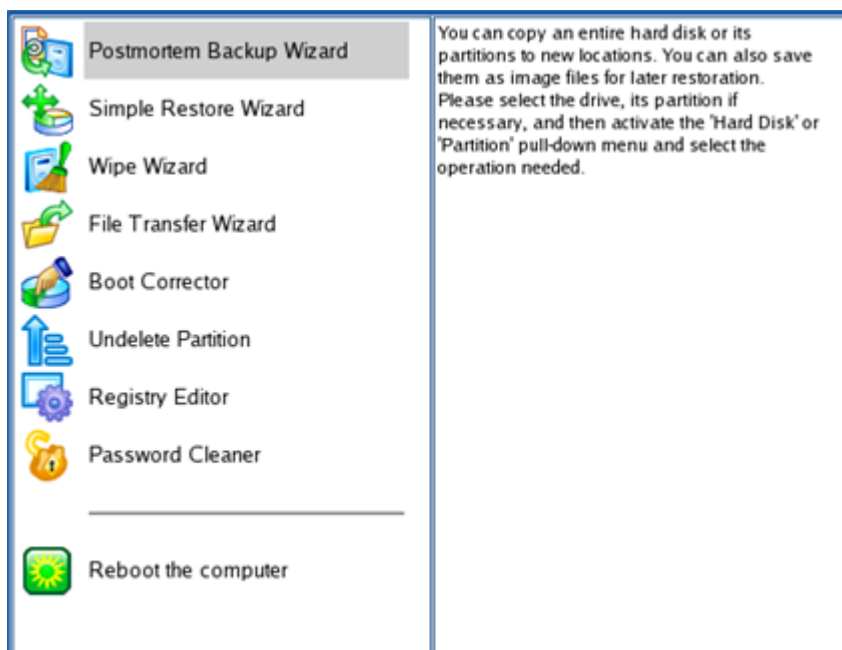 Postmortem Backup Wizard
Simple Restore Wizard
Wipe Wizard
File Transfer Wizard
Boot Corrector
Undelete Partition
Registry Editor
Password Cleaner
Reboot the computer
You can copy an entire hard disk or its
partitions to new locations. You can also save
them as image files for later restoration.
Please select the drive, its partition if
necessary, and then activate the 'Hard Disk' or
'Partition' pull-down menu and select the
operation needed.